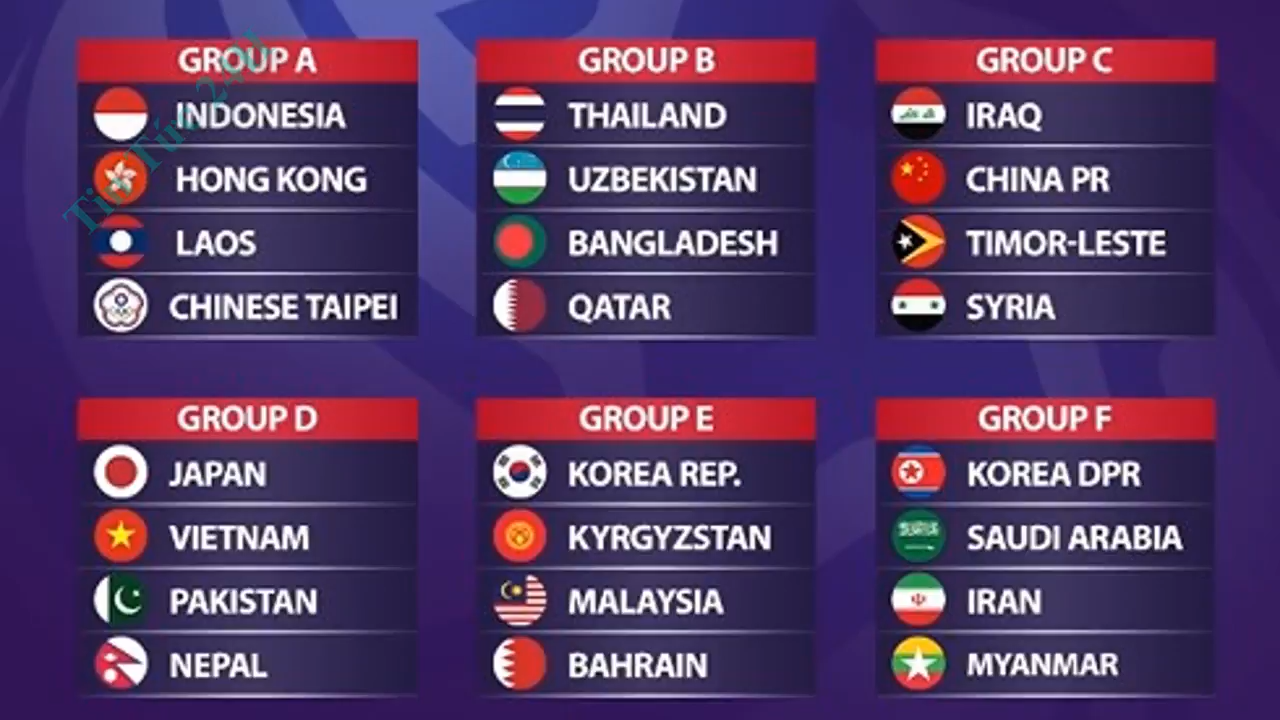 GROUP A
INDONESIA
HONG KONG
LAOS
CHINESE TAIPEI
GROUP B
THAILAND
UZBEKISTAN
BANGLADESH
QATAR
GROUP C
IRAQ
CHINA PR
TIMOR-LESTE
SYRIA
GROUP D
JAPAN
VIETNAM
PAKISTAN
NEPAL
GROUP E
KOREA REP.
KYRGYZSTAN
MALAYSIA
BAHRAIN
GROUP F
KOREA DPR
SAUDI ARABIA
IRAN
MYANMAR